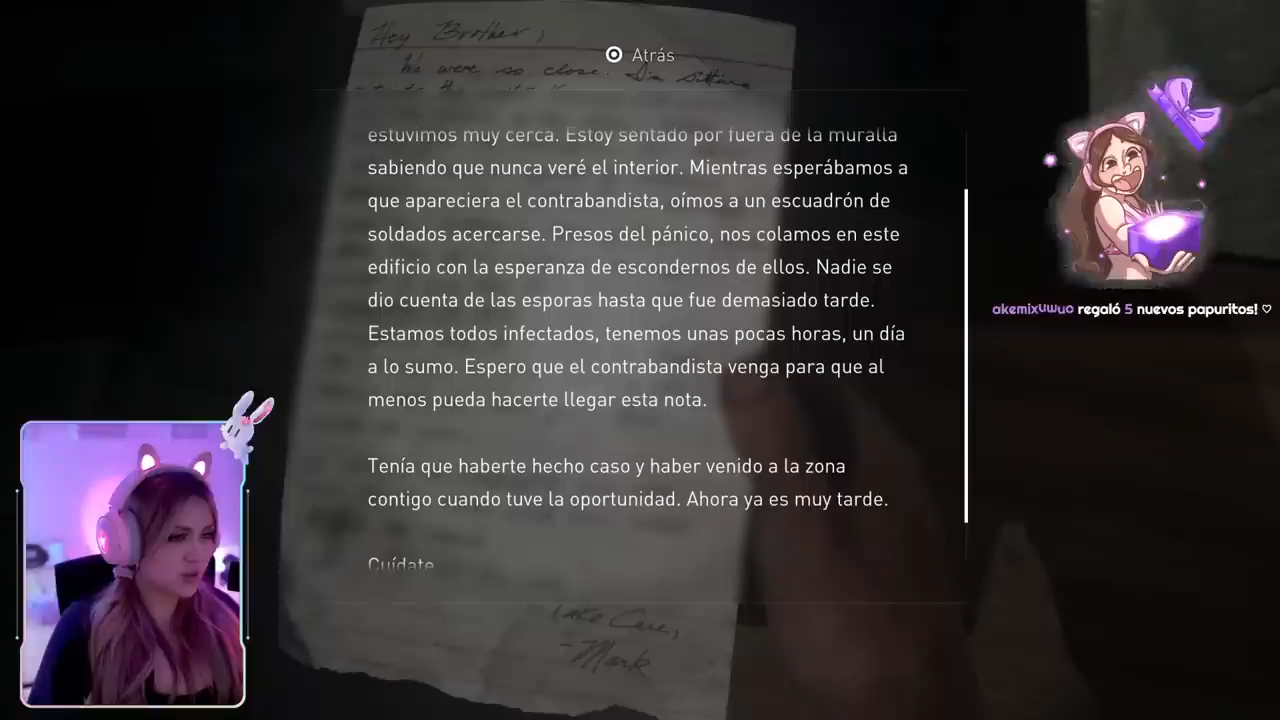 Hey Brother,
We were so close. I'm sitting
Atrás
estuvimos muy cerca. Estoy sentado por fuera de la muralla
sabiendo que nunca veré el interior. Mientras esperábamos a
que apareciera el contrabandista, oímos a un escuadrón de
soldados acercarse. Presos del pánico, nos colamos en este
edificio con la esperanza de escondernos de ellos. Nadie se
dio cuenta de las esporas hasta que fue demasiado tarde.
Estamos todos infectados, tenemos unas pocas horas, un día
a lo sumo. Espero que el contrabandista venga para que al
menos pueda hacerte llegar esta nota.
Tenía que haberte hecho caso y haber venido a la zona
contigo cuando tuve la oportunidad. Ahora ya es muy tarde.
Cuídate
Take Care,
-Mark
akemixuwuo regaló 5 nuevos papuritos! ♡